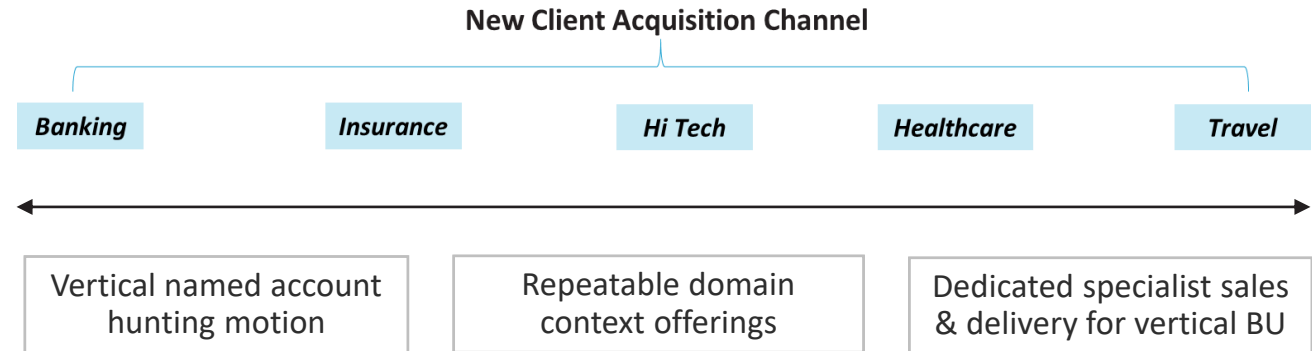 New Client Acquisition Channel
Banking
Insurance
Hi Tech
Healthcare
Travel
Vertical named account
hunting motion
Repeatable domain
context offerings
Dedicated specialist sales
& delivery for vertical BU